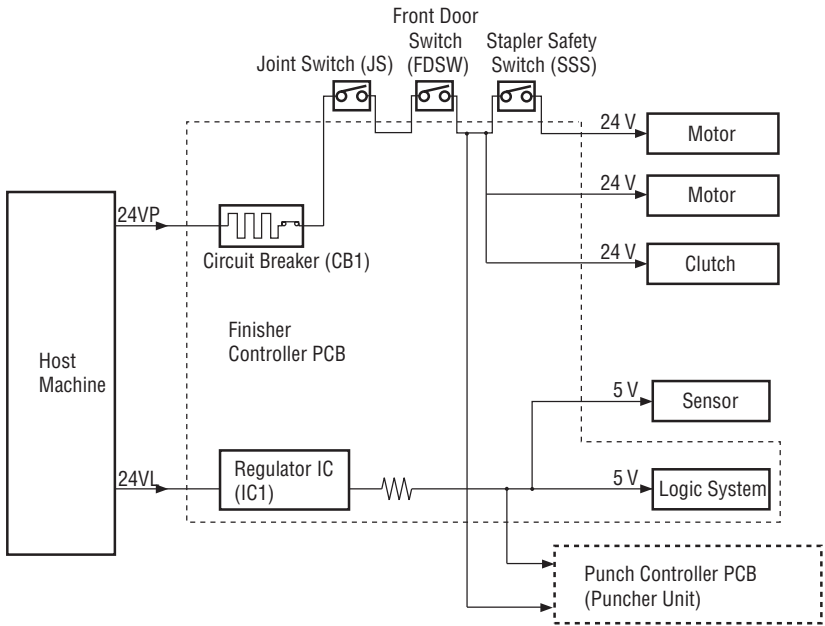 Front Door
Switch
(FDSW)
Stapler Safety
Switch (SSS)
Joint Switch (JS)
24 V
Motor
24 V
Motor
24VP
24 V
Clutch
Circuit Breaker (CB1)
Finisher
Controller PCB
Host
Machine
5 V
Sensor
24VL
Regulator IC
(IC1)
5 V
Logic System
Punch Controller PCB
(Puncher Unit)